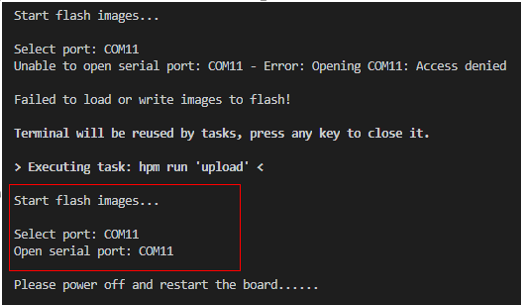 Start flash images...
Select port: COM11
Unable to open serial port: COM11 - Error: Opening COM11: Access denied
Failed to load or write images to flash!
Terminal will be reused by tasks, press any key to close it.
> Executing task: hpm run 'upload' <
Start flash images...
Select port: COM11
Open serial port: COM11
Please power off and restart the board......